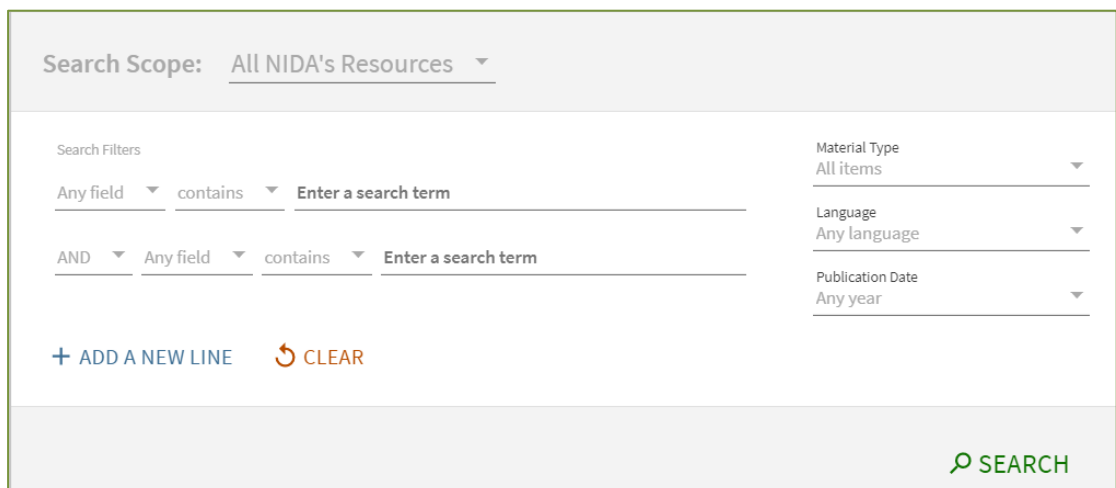 Search Scope: All NIDA's Resources
Search Filters
Any field contains Enter a search term
AND Any field contains Enter a search term
+ ADD A NEW LINE CLEAR
Material Type
All items
Language
Any language
Publication Date
Any year
SEARCH